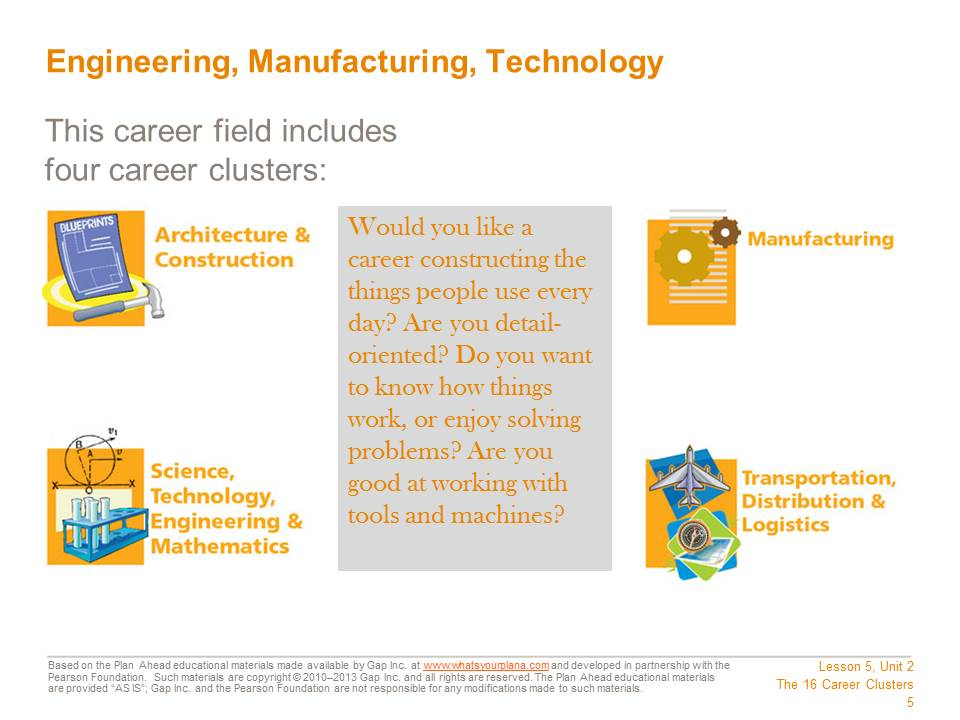 Engineering, Manufacturing, Technology
This career field includes
four career clusters:
BLUEPRINTS
Architecture &
Construction
Would you like a
career constructing the
things people use every
day? Are you detail-
oriented? Do you want
to know how things
work, or enjoy solving
problems? Are you
good at working with
tools and machines?
Manufacturing
B
A
v₁
v
X
O
X
Science,
Technology,
Engineering &
Mathematics
Transportation,
Distribution &
Logistics
Based on the Plan Ahead educational materials made available by Gap Inc. at www.whatsyourplana.com and developed in partnership with the
Pearson Foundation. Such materials are copyright © 2010–2013 Gap Inc. and all rights are reserved. The Plan Ahead educational materials
are provided “AS IS”; Gap Inc. and the Pearson Foundation are not responsible for any modifications made to such materials.
Lesson 5, Unit 2
The 16 Career Clusters
5